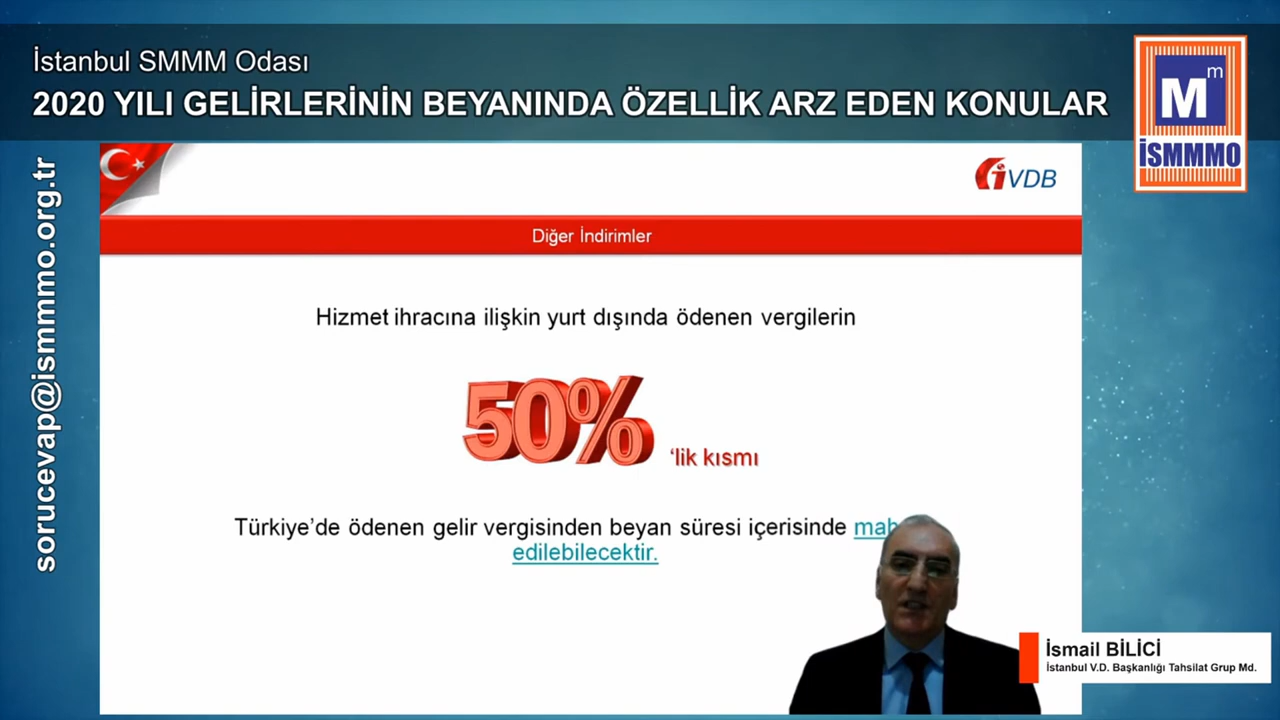 İstanbul SMMM Odası
2020 YILI GELİRLERİNİN BEYANINDA ÖZELLİK ARZ EDEN KONULAR
Mm
İSMMMO
sorucevap@ismmmo.org.tr
iVDB
Diğer İndirimler
Hizmet ihracına ilişkin yurt dışında ödenen vergilerin
50%
‘lik kısmı
Türkiye’de ödenen gelir vergisinden beyan süresi içerisinde
edilebilecektir.
İsmail BİLİCİ
İstanbul V.D. Başkanlığı Tahsilat Grup Md.